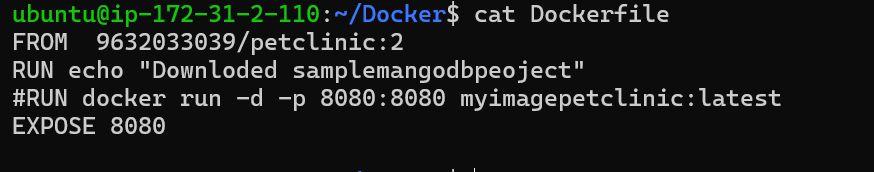 ubuntu@ip-172-31-2-110:~/Docker$ cat Dockerfile
FROM  9632033039/petclinic:2
RUN echo "Downloded samplemangodbpeoject"
#RUN docker run -d -p 8080:8080 myimagepetclinic:latest
EXPOSE 8080